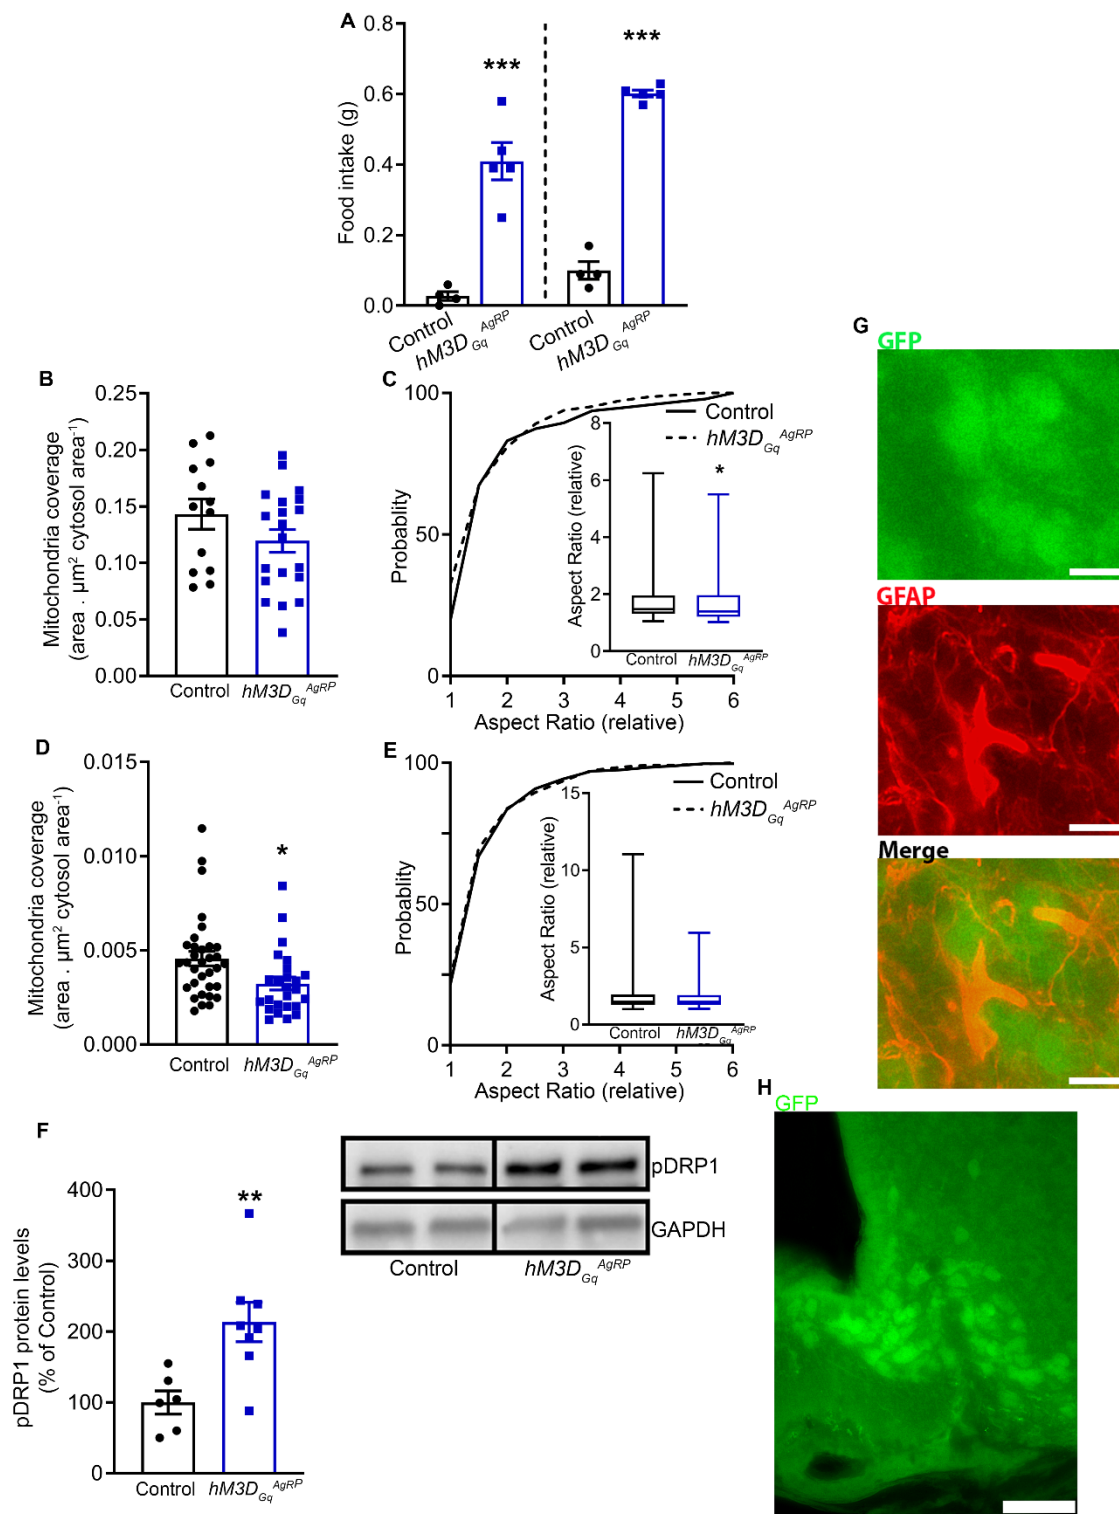 A
0.8
0.6
0.4
0.2
0.0
Food intake (g)
***
***
Control
hM3D Gq AgRP
Control
hM3D Gq AgRP
B
0.25
0.20
0.15
0.10
0.05
0.00
Mitochondria coverage
(area . µm² cytosol area⁻¹)
Control
hM3D Gq AgRP
C
100
50
0
Probablity
1 2 3 4 5 6
Aspect Ratio (relative)
Control
hM3D Gq AgRP
8
6
4
2
0
Aspect Ratio (relative)
*
Control
hM3D Gq AgRP
D
0.015
0.010
0.005
0.000
Mitochondria coverage
(area . µm² cytosol area⁻¹)
*
Control
hM3D Gq AgRP
E
100
50
0
Probablity
1 2 3 4 5 6
Aspect Ratio (relative)
Control
hM3D Gq AgRP
15
10
5
0
Aspect Ratio (relative)
Control
hM3D Gq AgRP
F
400
300
200
100
0
pDRP1 protein levels
(% of Control)
**
Control
hM3D Gq AgRP
pDRP1
GAPDH
Control
hM3D Gq AgRP
G
GFP
GFAP
Merge
H
GFP